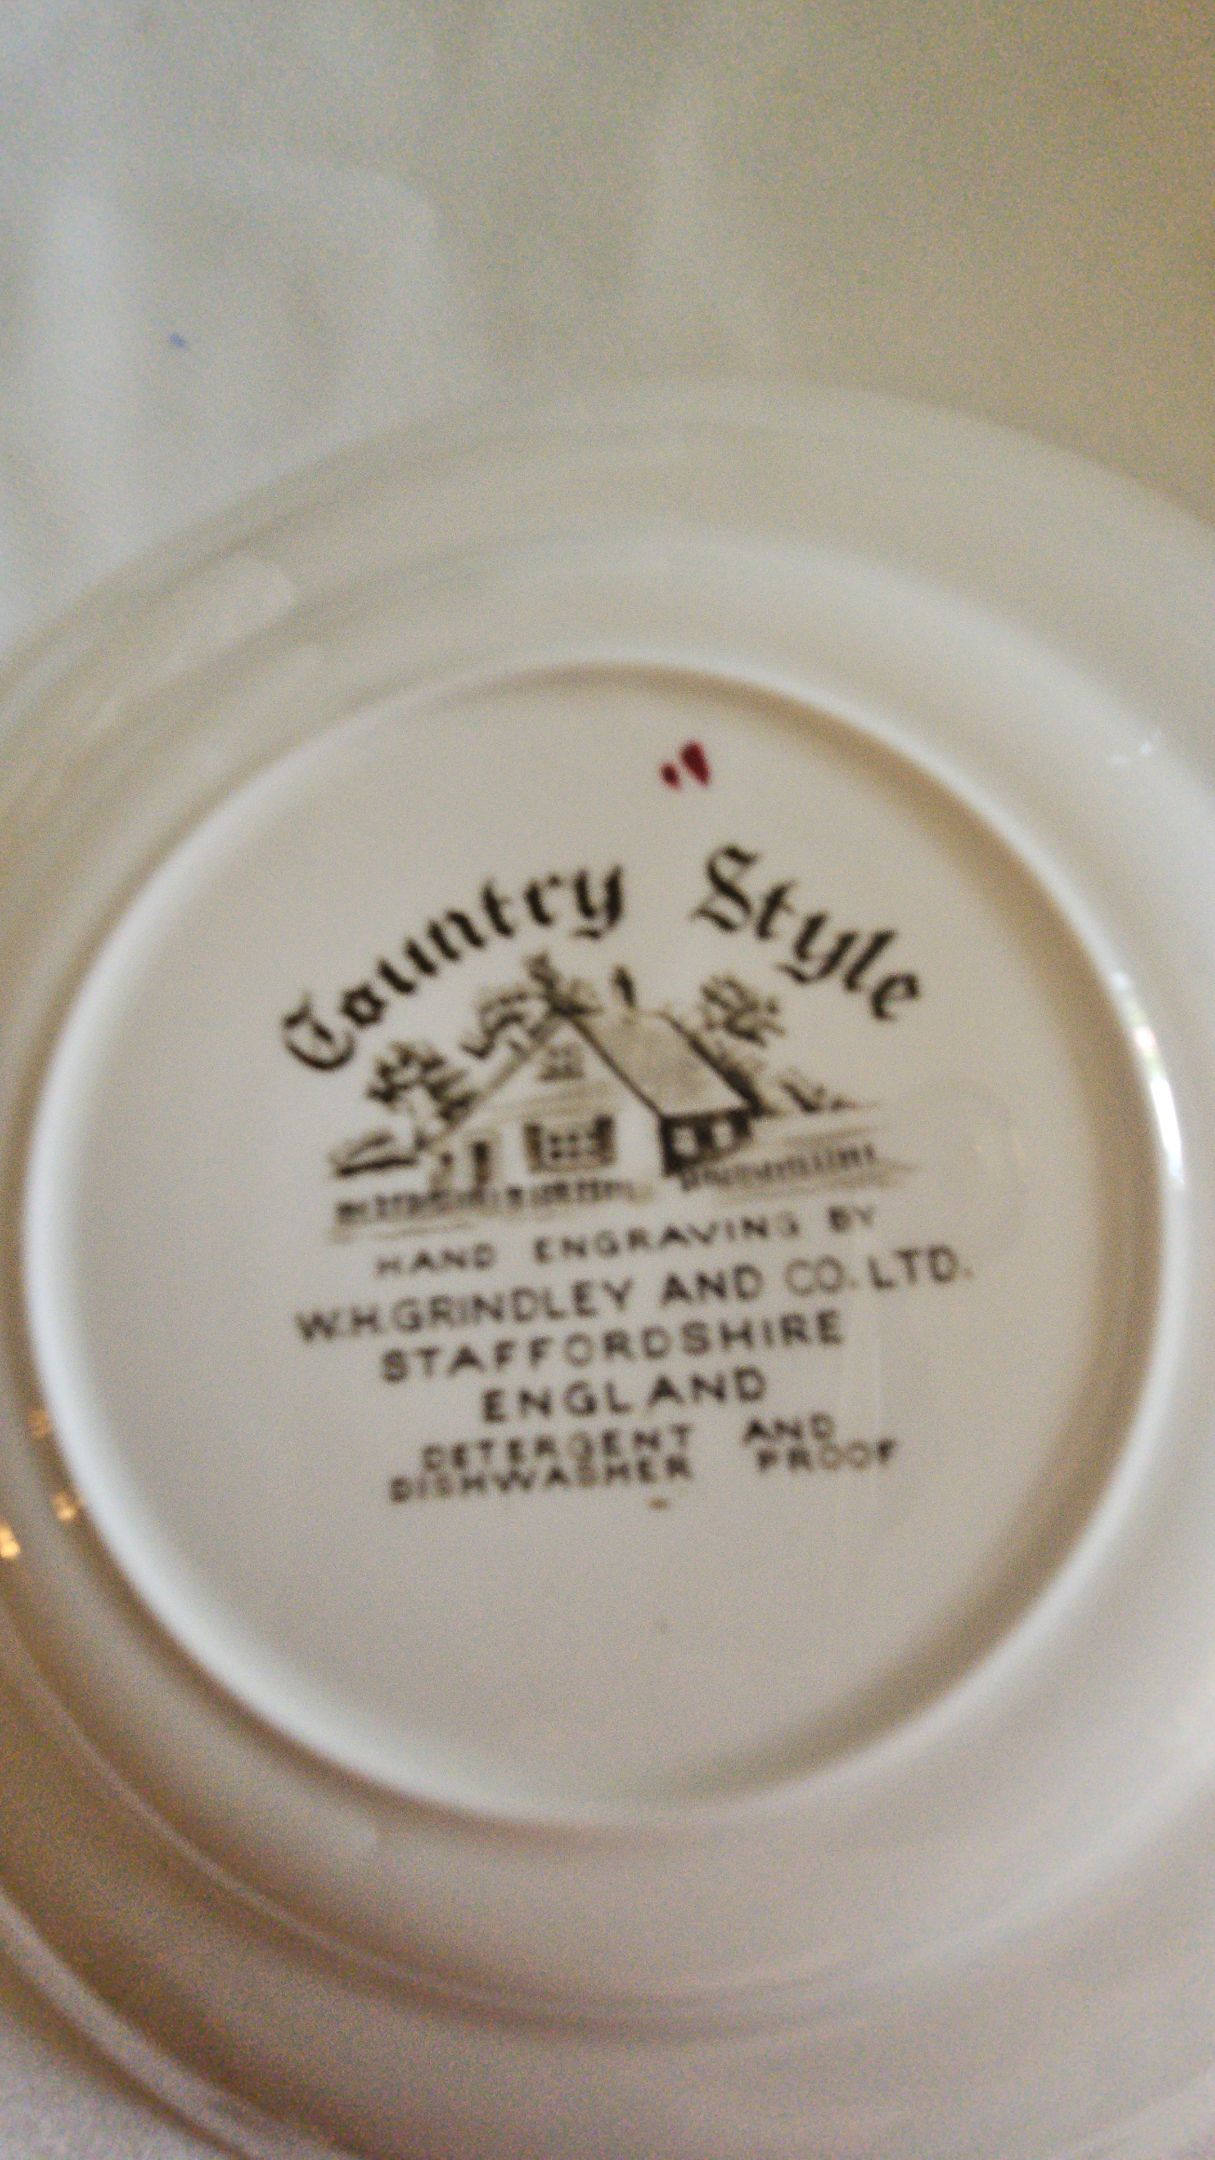 Country Style
HAND ENGRAVING BY
W.H.GRINDLEY AND CO. LTD.
STAFFORDSHIRE
ENGLAND
DETERGENT AND
DISHWASHER PROOF